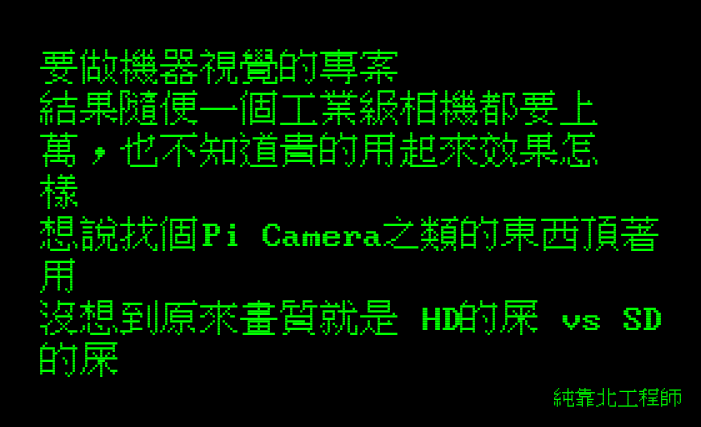 要做機器視覺的專案
結果隨便一個工業級相機都要上
萬，也不知道貴的用起來效果怎
樣
想說找個Pi Camera之類的東西頂著
用
沒想到原來畫質就是 HD的屎 vs SD
的屎
純靠北工程師